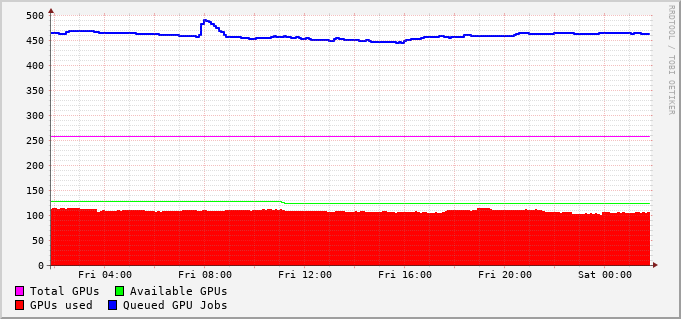 500
450
400
350
300
250
200
150
100
50
0
Fri 04:00 Fri 08:00 Fri 12:00 Fri 16:00 Fri 20:00 Sat 00:00
Total GPUs Available GPUs
GPUs used Queued GPU Jobs
RRDTOOL / TOBI OETIKER